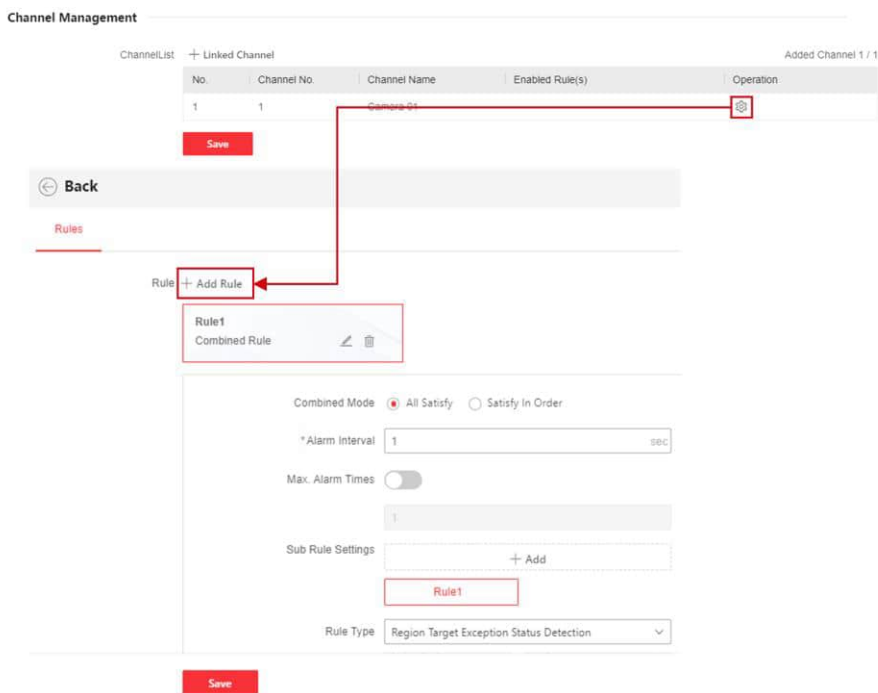 Channel Management
ChannelList + Linked Channel Added Channel 1 / 1
No. Channel No. Channel Name Enabled Rule(s) Operation
1 1 Camera 01
Save
Back
Rules
Rule + Add Rule
Rule1
Combined Rule
Combined Mode All Satisfy Satisfy In Order
*Alarm Interval 1 sec
Max. Alarm Times
1
Sub Rule Settings + Add
Rule1
Rule Type Region Target Exception Status Detection
Save